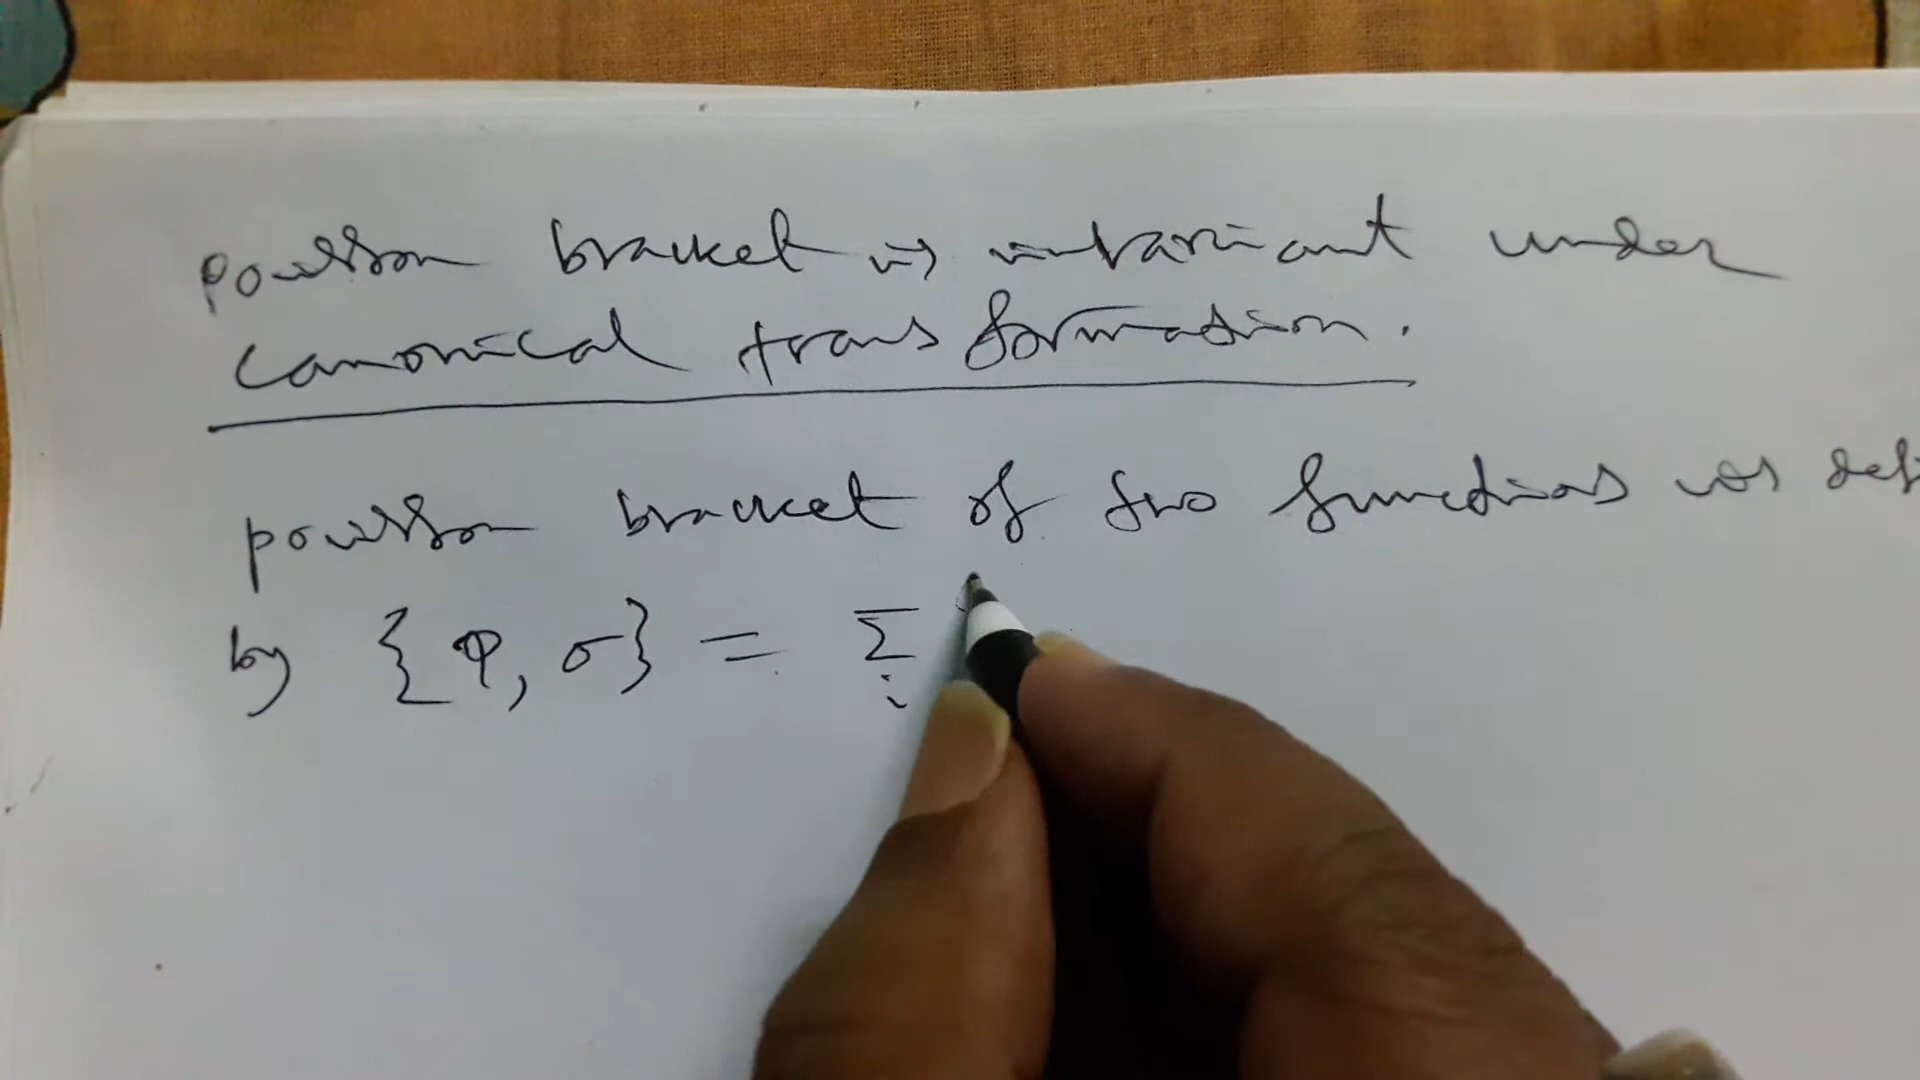 poisson bracket is invariant under
canonical transformation.
poisson bracket of two functions is def
by {φ, σ} = Σ i